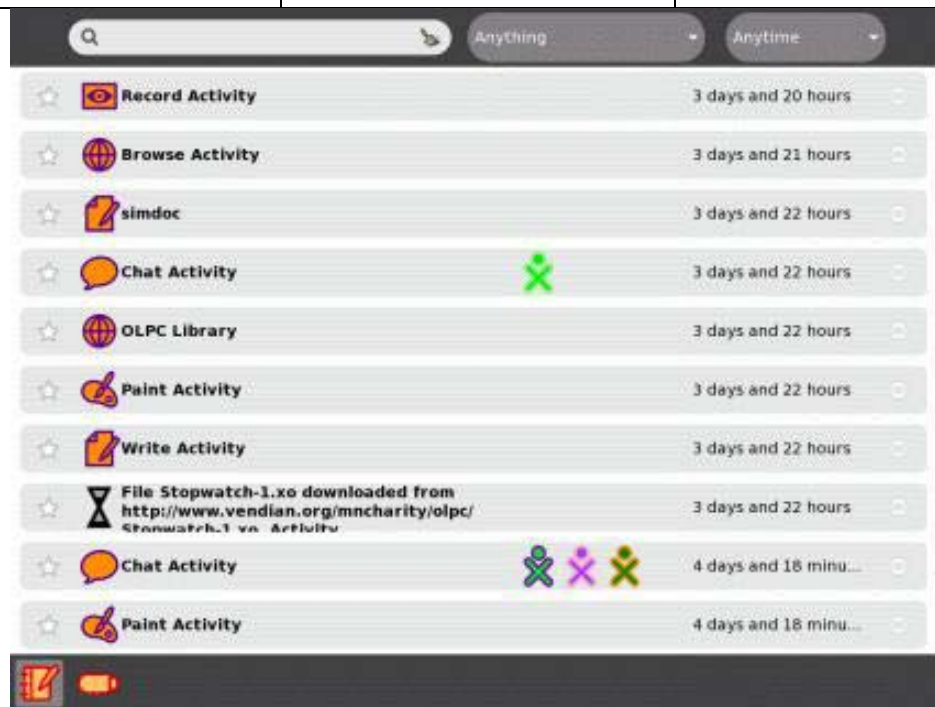 Anything Anytime
Record Activity 3 days and 20 hours
Browse Activity 3 days and 21 hours
simdoc 3 days and 22 hours
Chat Activity 3 days and 22 hours
OLPC Library 3 days and 22 hours
Paint Activity 3 days and 22 hours
Write Activity 3 days and 22 hours
File Stopwatch-1.xo downloaded from
http://www.vendian.org/mncharity/olpc/ 3 days and 22 hours
Stopwatch-1.xo. Activity
Chat Activity 4 days and 18 minu...
Paint Activity 4 days and 18 minu...